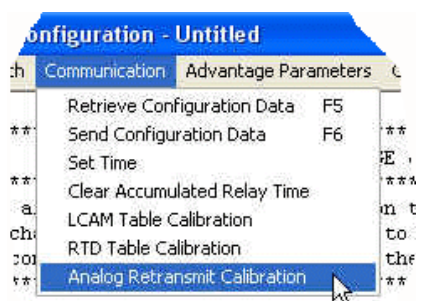 onfiguration - Untitled
Communication Advantage Parameters
Retrieve Configuration Data F5
Send Configuration Data F6
Set Time
Clear Accumulated Relay Time
LCAM Table Calibration
RTD Table Calibration
Analog Retransmit Calibration